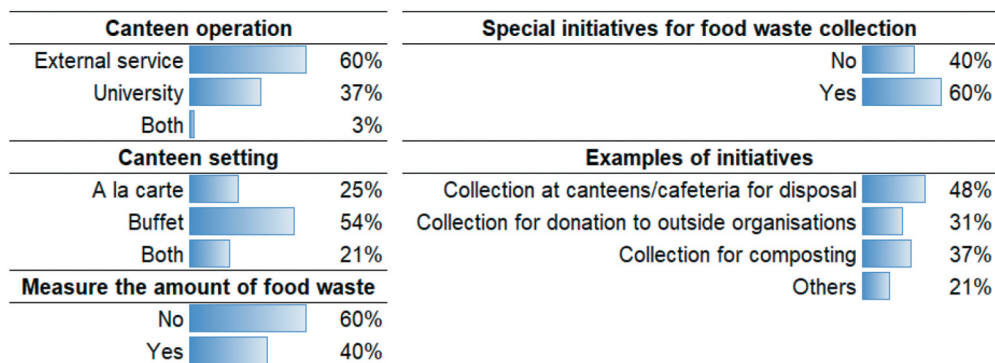 Canteen operation
External service 60%
University 37%
Both 3%
Canteen setting
A la carte 25%
Buffet 54%
Both 21%
Measure the amount of food waste
No 60%
Yes 40%
Special initiatives for food waste collection
No 40%
Yes 60%
Examples of initiatives
Collection at canteens/cafeteria for disposal 48%
Collection for donation to outside organisations 31%
Collection for composting 37%
Others 21%